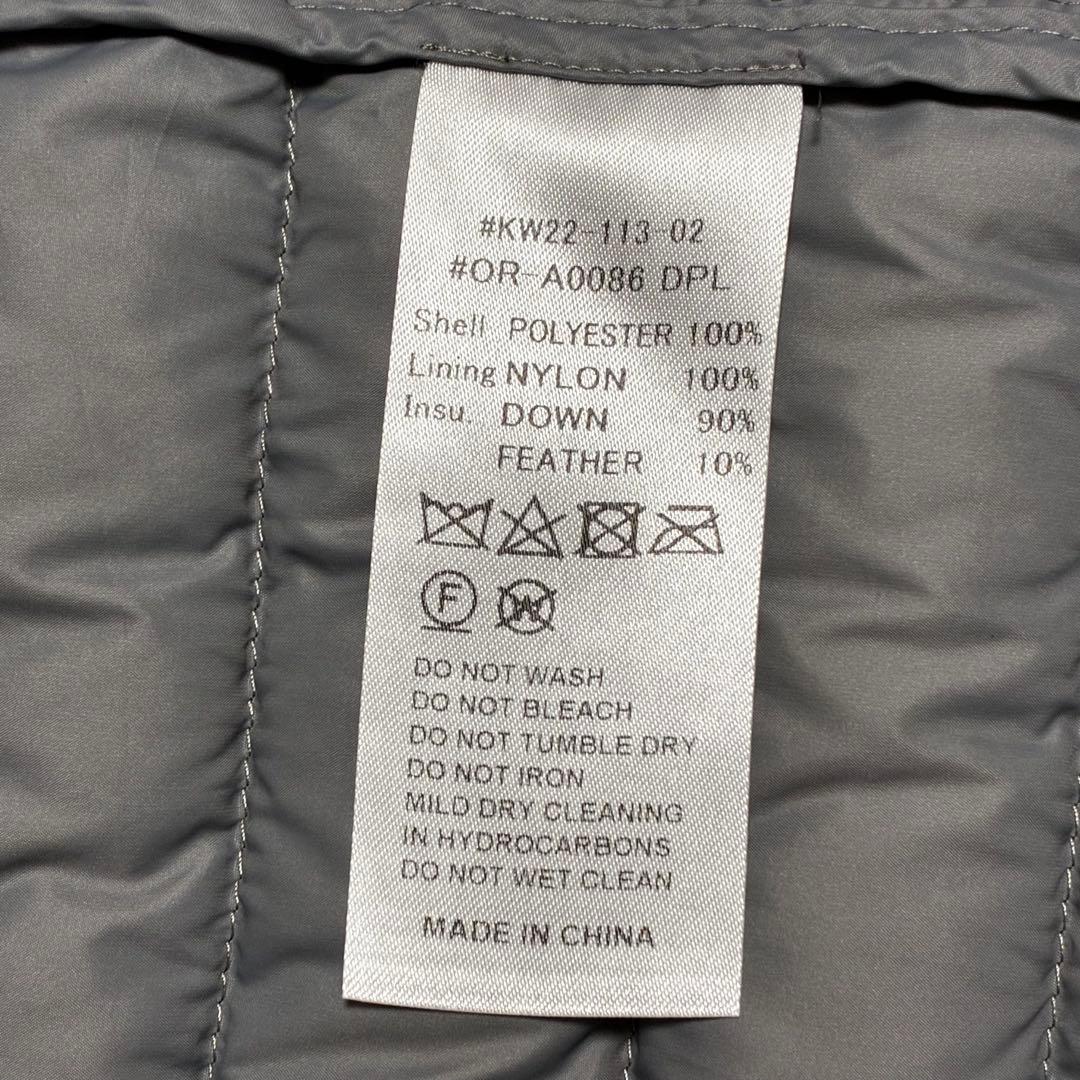 #KW22-113-02
#OR-A0086 DPL
Shell POLYESTER 100%
Lining NYLON 100%
Insu. DOWN 90%
FEATHER 10%
F W
DO NOT WASH
DO NOT BLEACH
DO NOT TUMBLE DRY
DO NOT IRON
MILD DRY CLEANING
IN HYDROCARBONS
DO NOT WET CLEAN
MADE IN CHINA